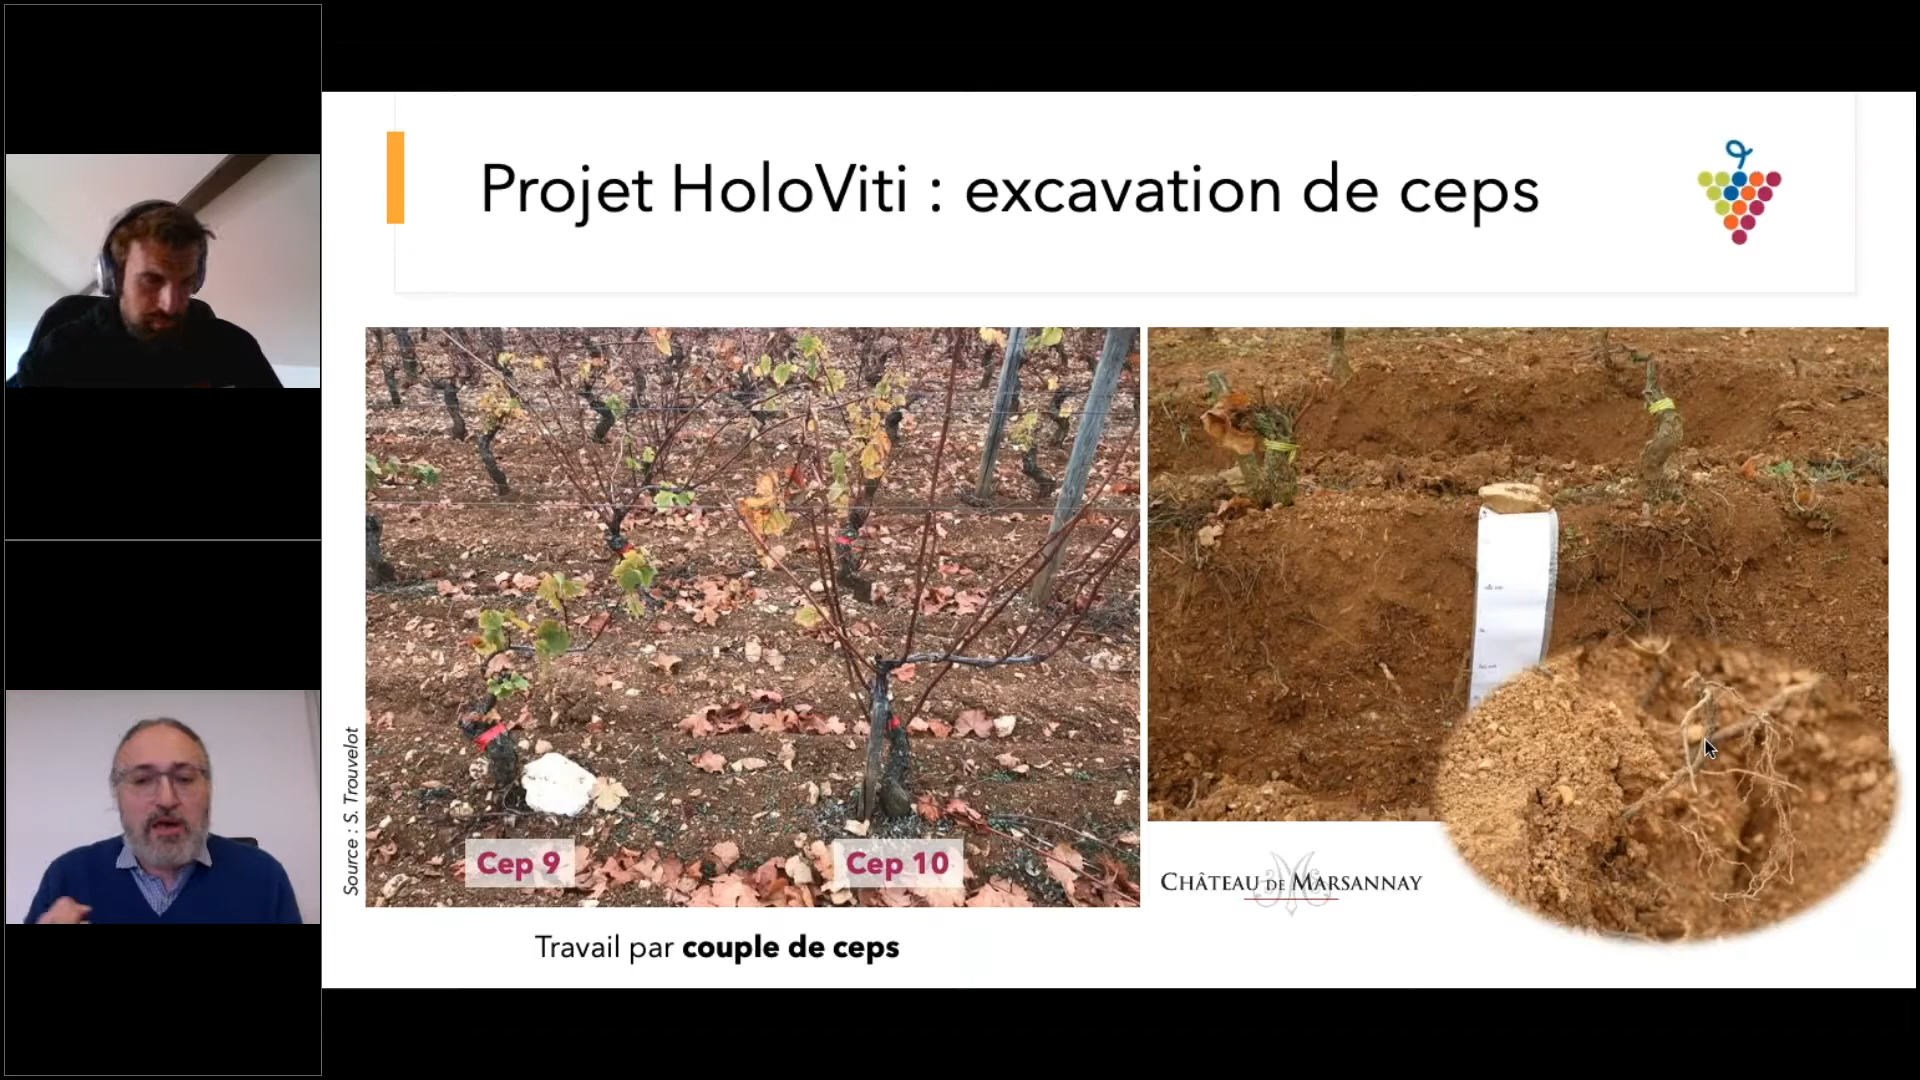 Projet HoloViti : excavation de ceps
Source : S. Trouvelot
Cep 9
Cep 10
CHÂTEAU DE MARSANNAY
Travail par couple de ceps